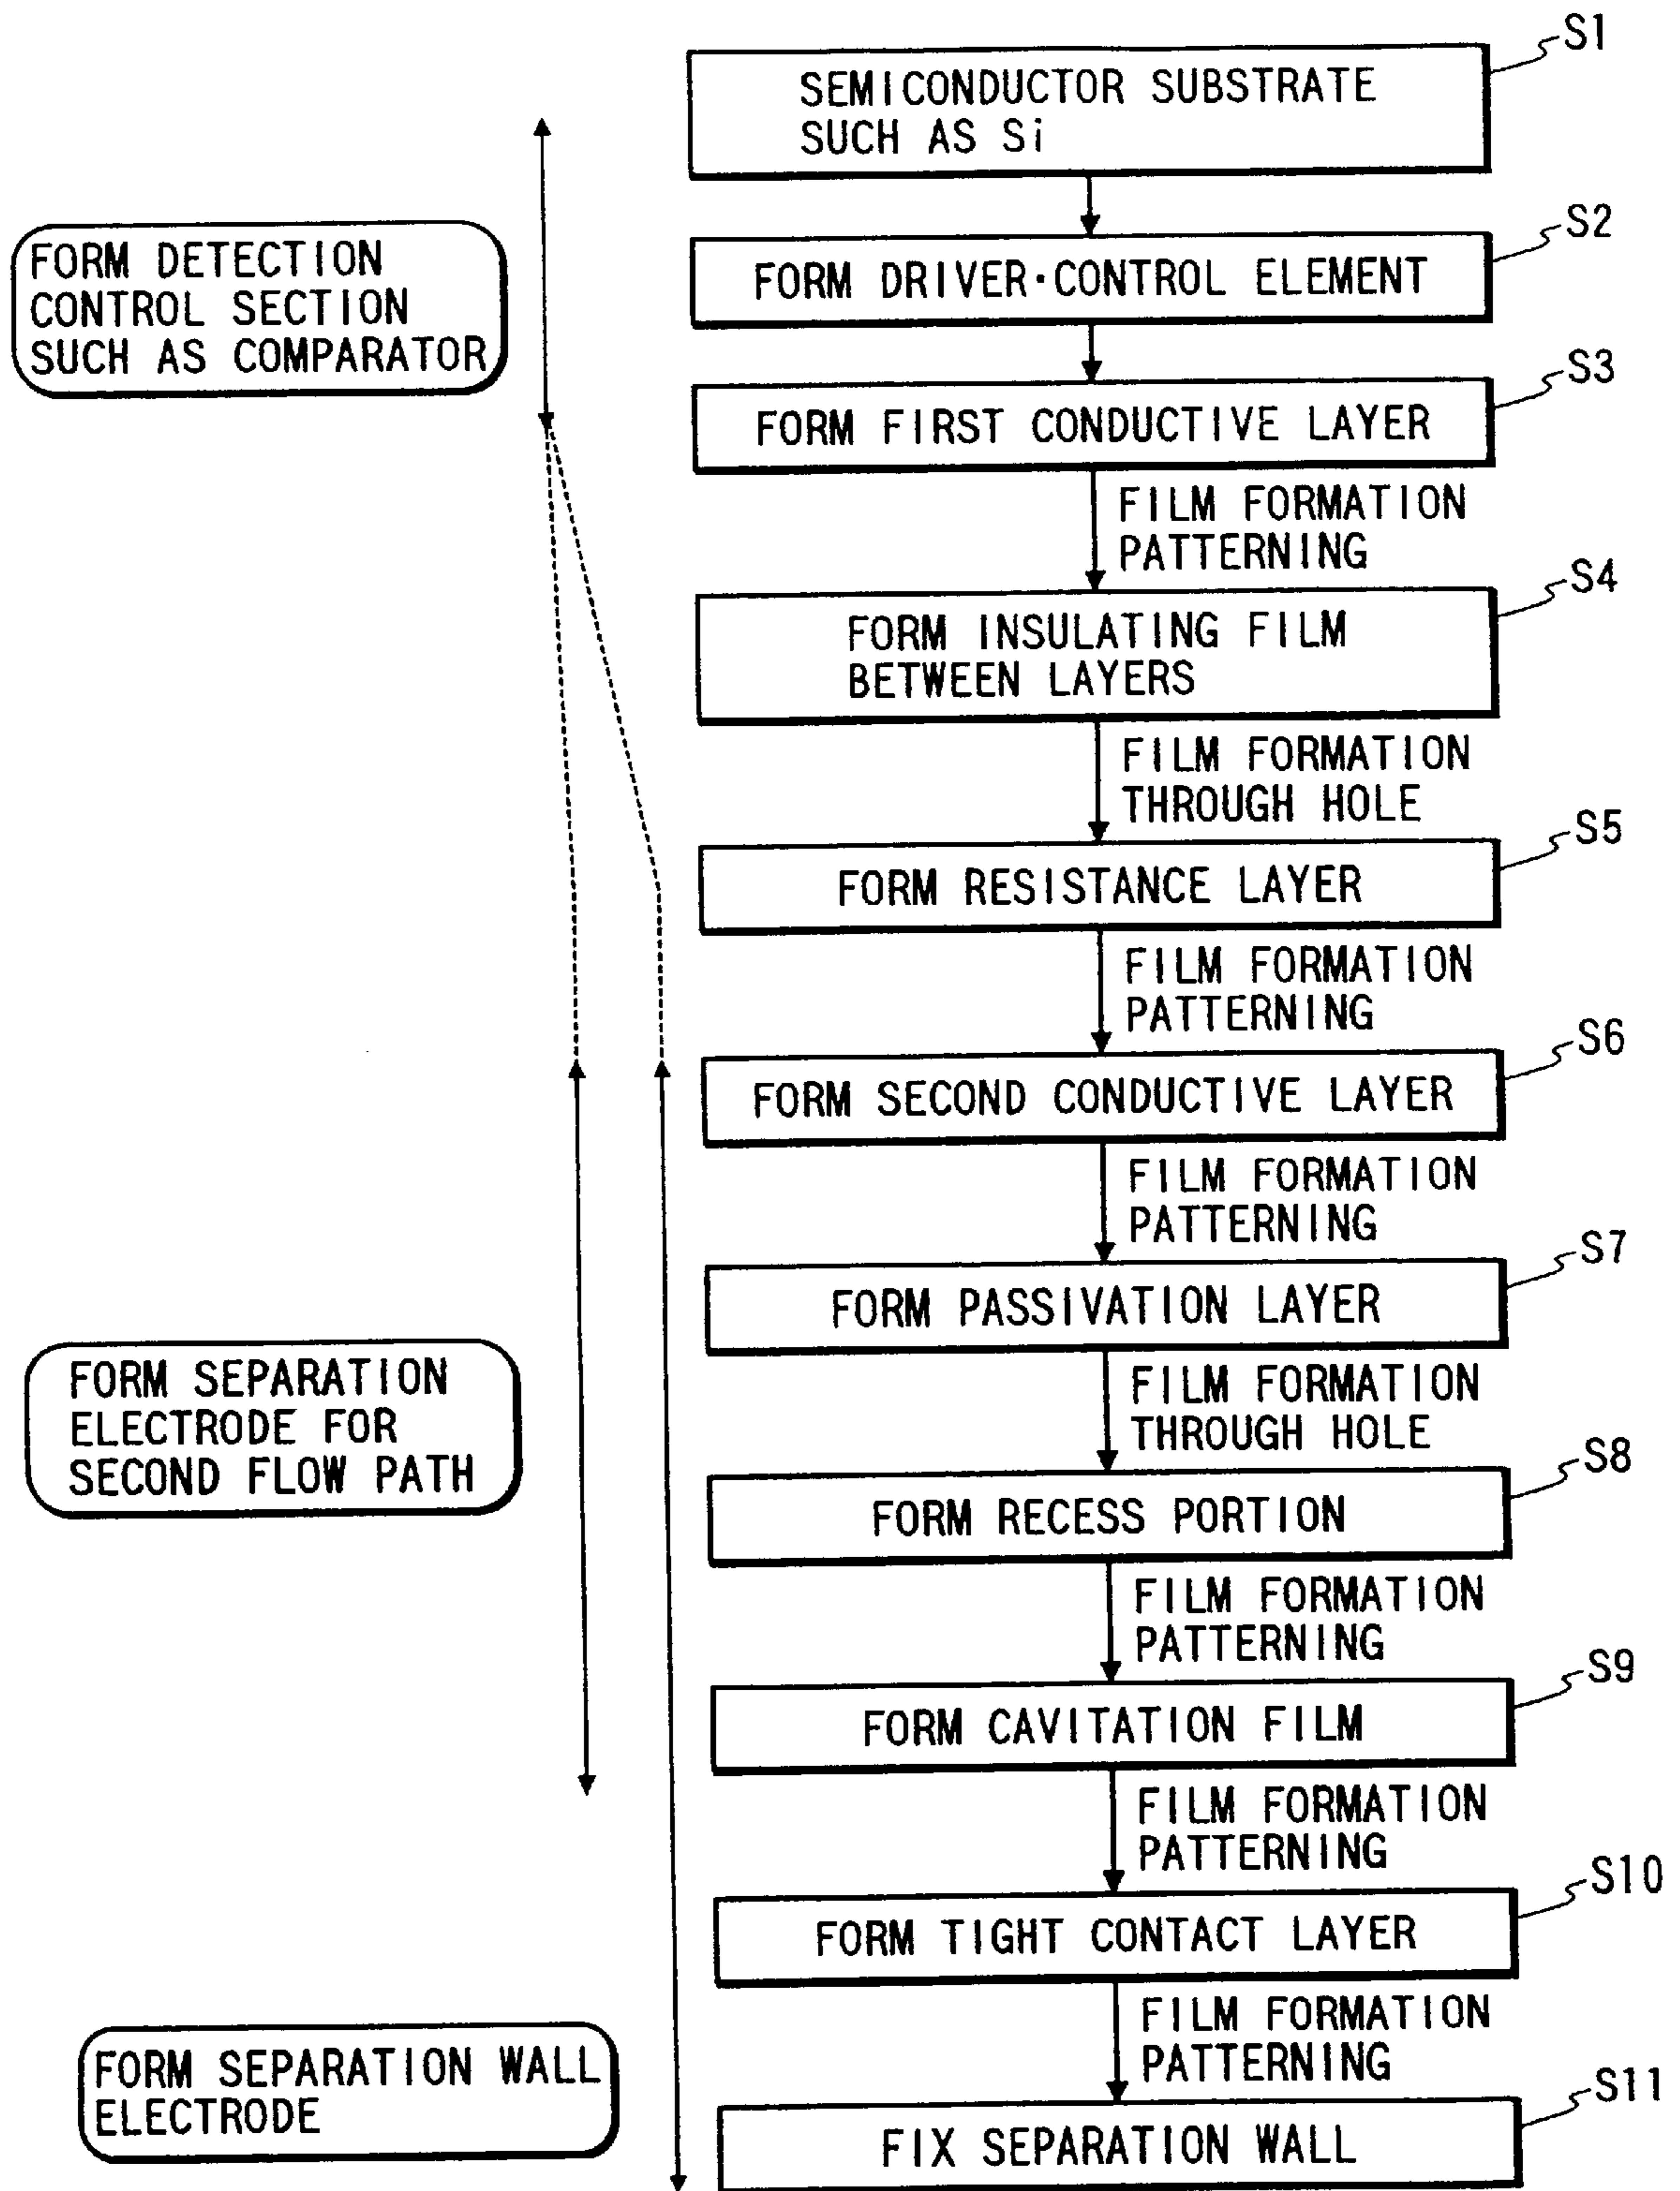 S1
SEMICONDUCTOR SUBSTRATE
SUCH AS Si
S2
FORM DRIVER·CONTROL ELEMENT
FORM DETECTION
CONTROL SECTION
SUCH AS COMPARATOR
S3
FORM FIRST CONDUCTIVE LAYER
FILM FORMATION
PATTERNING
S4
FORM INSULATING FILM
BETWEEN LAYERS
FILM FORMATION
THROUGH HOLE
S5
FORM RESISTANCE LAYER
FILM FORMATION
PATTERNING
S6
FORM SECOND CONDUCTIVE LAYER
FILM FORMATION
PATTERNING
S7
FORM PASSIVATION LAYER
FILM FORMATION
THROUGH HOLE
FORM SEPARATION
ELECTRODE FOR
SECOND FLOW PATH
S8
FORM RECESS PORTION
FILM FORMATION
PATTERNING
S9
FORM CAVITATION FILM
FILM FORMATION
PATTERNING
S10
FORM TIGHT CONTACT LAYER
FILM FORMATION
PATTERNING
FORM SEPARATION WALL
ELECTRODE
S11
FIX SEPARATION WALL